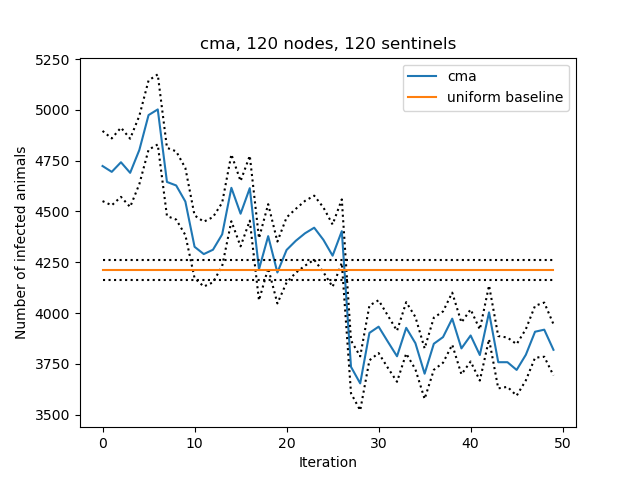 cma, 120 nodes, 120 sentinels
cma
uniform baseline
Number of infected animals
5250
5000
4750
4500
4250
4000
3750
3500
0 10 20 30 40 50
Iteration